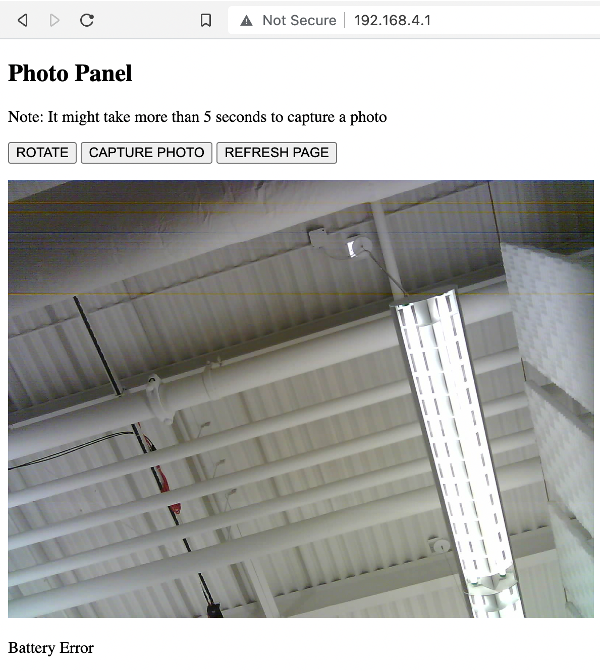 Not Secure | 192.168.4.1
Photo Panel
Note: It might take more than 5 seconds to capture a photo
ROTATE CAPTURE PHOTO REFRESH PAGE
Battery Error